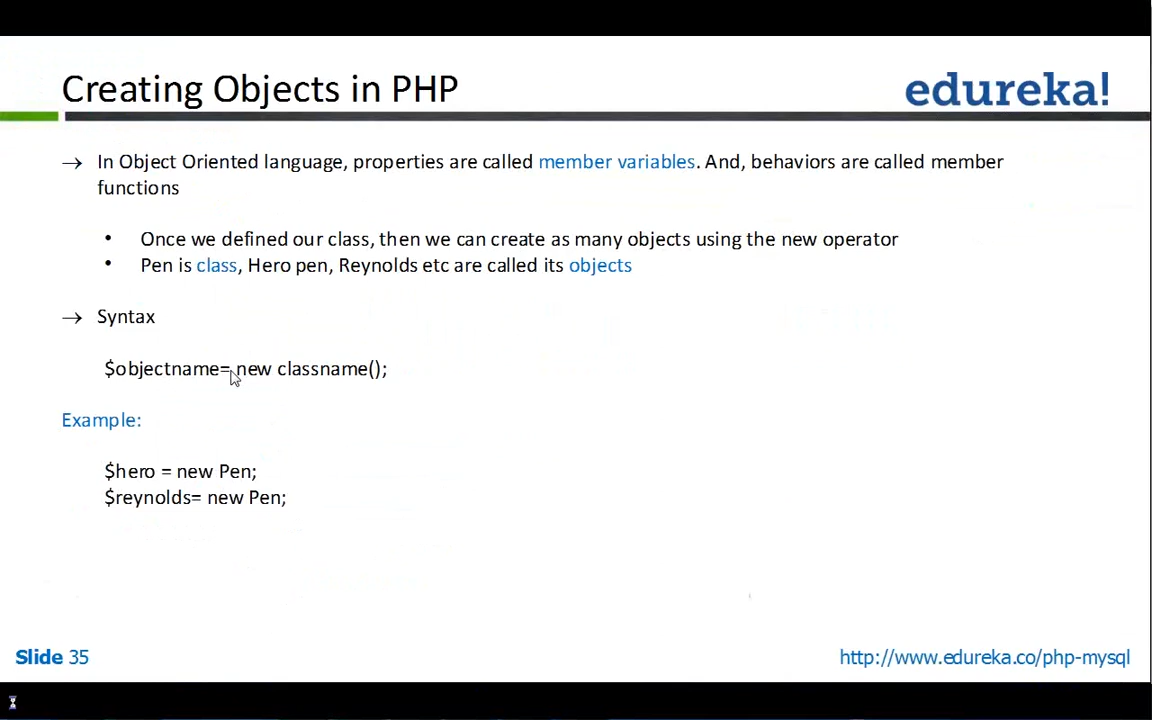 Creating Objects in PHP
edureka!
→ In Object Oriented language, properties are called member variables. And, behaviors are called member
functions
• Once we defined our class, then we can create as many objects using the new operator
• Pen is class, Hero pen, Reynolds etc are called its objects
→ Syntax
$objectname= new classname();
Example:
$hero = new Pen;
$reynolds= new Pen;
Slide 35
http://www.edureka.co/php-mysql